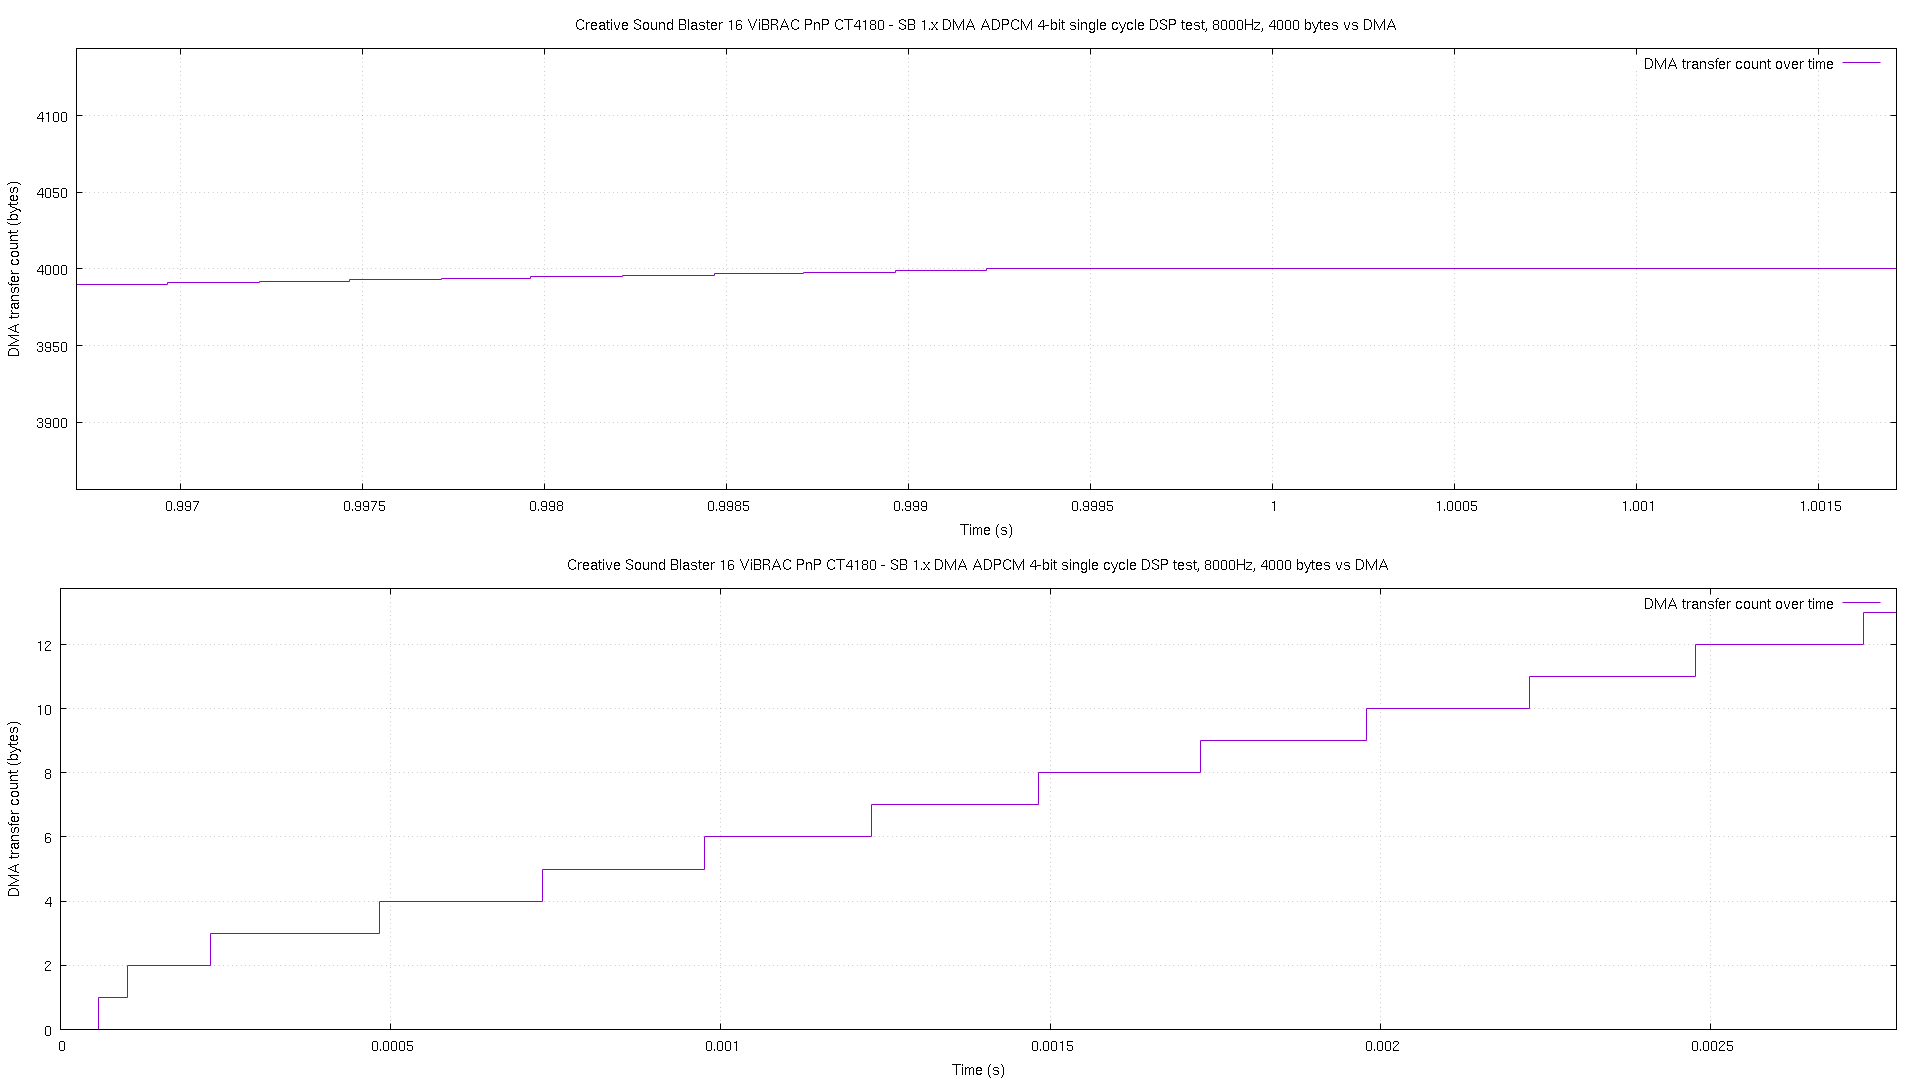 Creative Sound Blaster 16 ViBRAC PnP CT4180 - SB 1.x DMA ADPCM 4-bit single cycle DSP test, 8000Hz, 4000 bytes vs DMA
DMA transfer count over time
4100
4050
4000
3950
3900
DMA transfer count (bytes)
0.997 0.9975 0.998 0.9985 0.999 0.9995 1 1.0005 1.001 1.0015
Time (s)
Creative Sound Blaster 16 ViBRAC PnP CT4180 - SB 1.x DMA ADPCM 4-bit single cycle DSP test, 8000Hz, 4000 bytes vs DMA
DMA transfer count over time
12
10
8
6
4
2
0
DMA transfer count (bytes)
0 0.0005 0.001 0.0015 0.002 0.0025
Time (s)